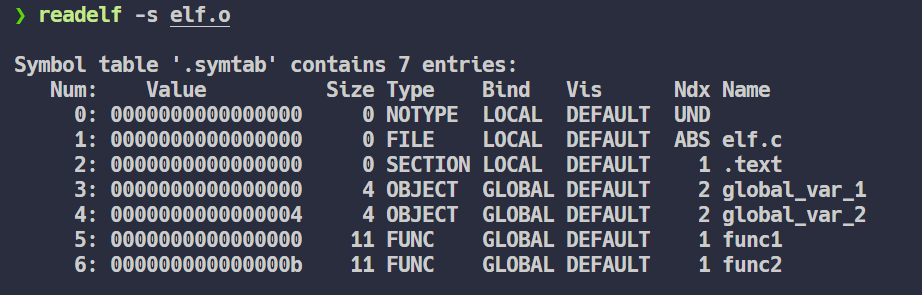 ❯ readelf -s elf.o
Symbol table '.symtab' contains 7 entries:
   Num:    Value          Size Type    Bind   Vis      Ndx Name
     0: 0000000000000000     0 NOTYPE  LOCAL  DEFAULT  UND
     1: 0000000000000000     0 FILE    LOCAL  DEFAULT  ABS elf.c
     2: 0000000000000000     0 SECTION LOCAL  DEFAULT    1 .text
     3: 0000000000000000     4 OBJECT  GLOBAL DEFAULT    2 global_var_1
     4: 0000000000000004     4 OBJECT  GLOBAL DEFAULT    2 global_var_2
     5: 0000000000000000    11 FUNC    GLOBAL DEFAULT    1 func1
     6: 000000000000000b    11 FUNC    GLOBAL DEFAULT    1 func2